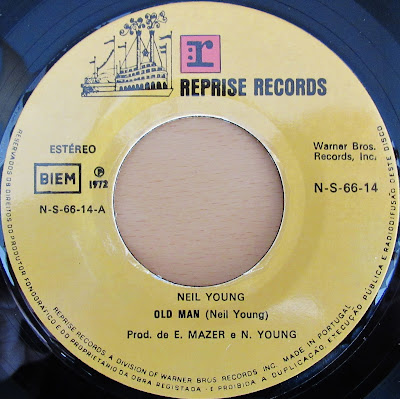 r
REPRISE RECORDS
ESTÉREO
BIEM
P
1972
N-S-66-14-A
Warner Bros.
Records, Inc.
N-S-66-14
NEIL YOUNG
OLD MAN (Neil Young)
Prod. de E. MAZER e N. YOUNG
RESERVADOS OS DIREITOS DO PRODUTOR FONOGRAFICO E DO PROPRIETARIO DA OBRA REGISTADA - E PROIBIDA A DUPLICAÇÃO, EXECUÇÃO PÚBLICA E RADIODIFUSÃO DESTE DISCO
REPRISE RECORDS A DIVISION OF WARNER BROS RECORDS INC. MADE IN PORTUGAL